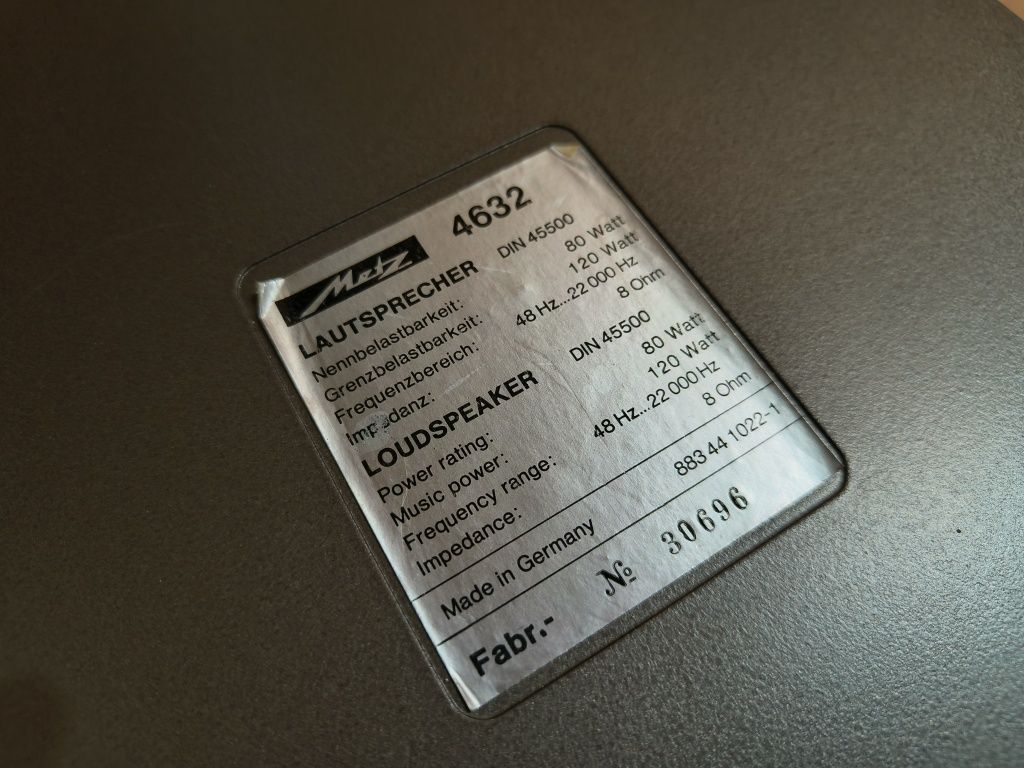 Metz 4632
LAUTSPRECHER DIN 45500
Nennbelastbarkeit: 80 Watt
Grenzbelastbarkeit: 120 Watt
Frequenzbereich: 48 Hz...22 000 Hz
Impedanz: 8 Ohm
LOUDSPEAKER DIN 45500
Power rating: 80 Watt
Music power: 120 Watt
Frequency range: 48 Hz...22 000 Hz
Impedance: 8 Ohm
Made in Germany 883 44 1022-1
Fabr.- № 30696